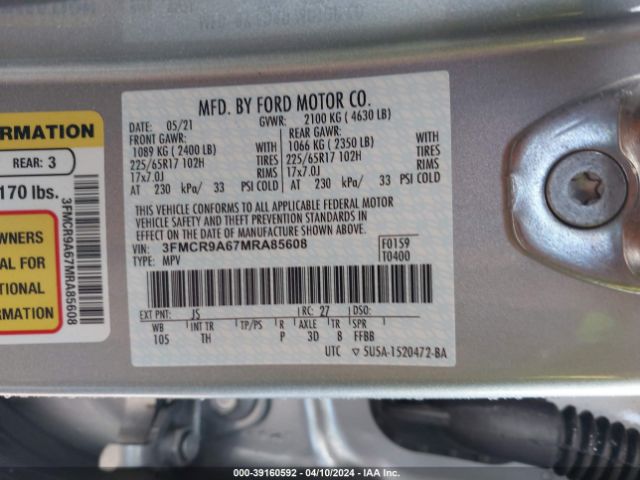 MFD. BY FORD MOTOR CO.
DATE: 05/21 GVWR: 2100 KG ( 4630 LB)
FRONT GAWR: REAR GAWR:
1089 KG ( 2400 LB) WITH 1066 KG ( 2350 LB) WITH
225/65R17 102H TIRES 225/65R17 102H TIRES
17x7.0J RIMS 17x7.0J RIMS
AT 230 kPa/ 33 PSI COLD AT 230 kPa/ 33 PSI COLD
THIS VEHICLE CONFORMS TO ALL APPLICABLE FEDERAL MOTOR
VEHICLE SAFETY AND THEFT PREVENTION STANDARDS IN
EFFECT ON THE DATE OF MANUFACTURE SHOWN ABOVE.
VIN: 3FMCR9A67MRA85608 F0159
TYPE: MPV T0400
EXT PNT: JS RC: 27 DSO:
WB INT TR TP/PS R AXLE TR SPR
105 TH P 3D 8 FFBB
UTC 5U5A-1520472-BA
ORMATION
REAR: 3
170 lbs.
WNERS
AL FOR
TIONAL
ORMATION
3FMCR9A67MRA85608
000-39160592 / 04/10/2024 / IAA Inc.